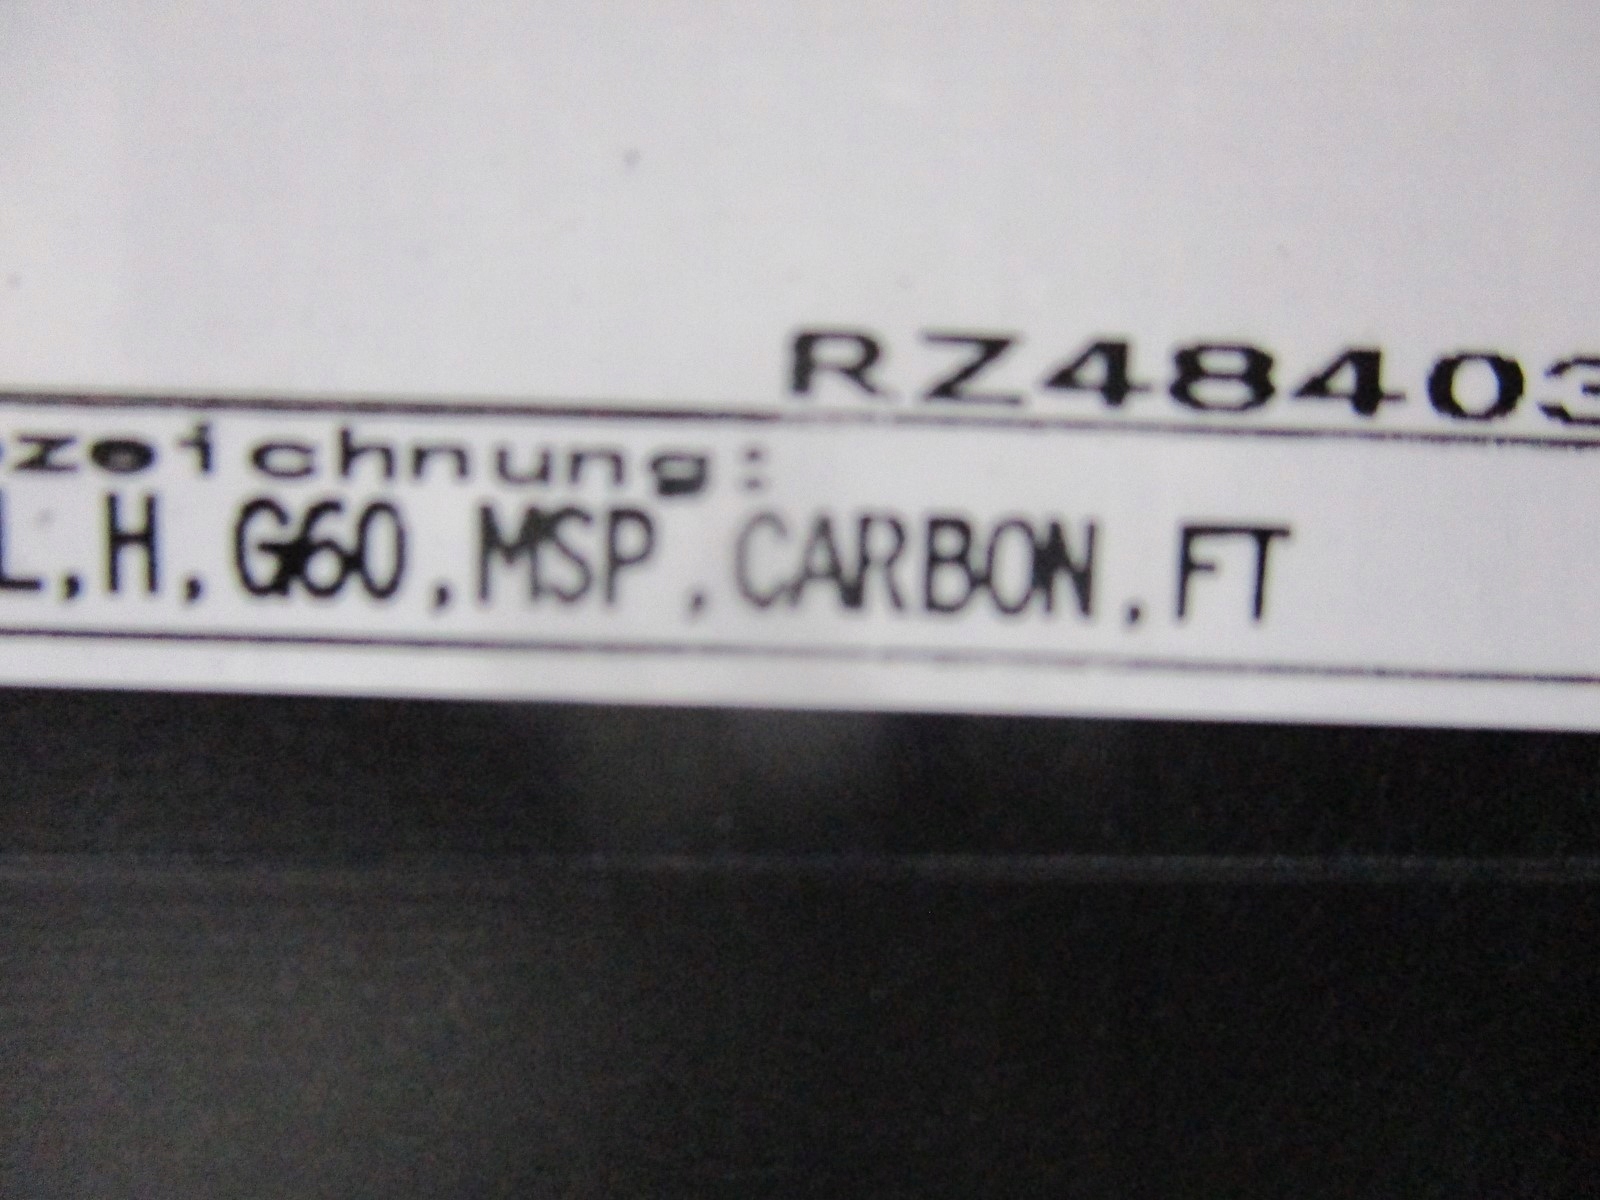 RZ48403
zeichnung:
L,H,G60,MSP,CARBON,FT